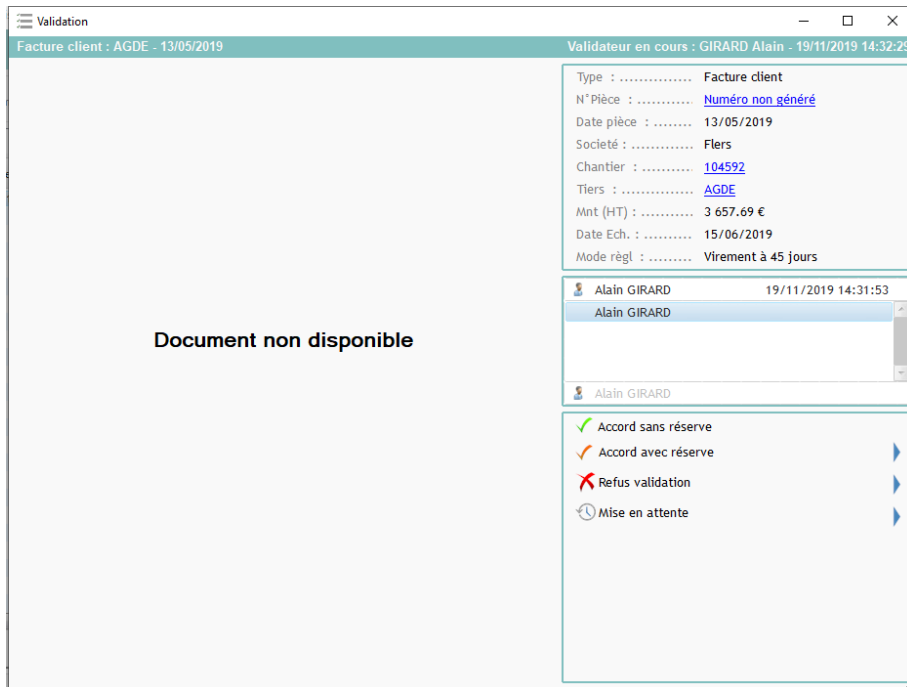 Validation
Facture client : AGDE - 13/05/2019
Validateur en cours : GIRARD Alain - 19/11/2019 14:32:29
Type : ............... Facture client
N°Pièce : ........... Numéro non généré
Date pièce : ........ 13/05/2019
Societé : ............. Flers
Chantier : ........... 104592
Tiers : ............... AGDE
Mnt (HT) : ........... 3 657.69 €
Date Ech. : .......... 15/06/2019
Mode règl : ......... Virement à 45 jours
Alain GIRARD 19/11/2019 14:31:53
Alain GIRARD
Document non disponible
Alain GIRARD
Accord sans réserve
Accord avec réserve
Refus validation
Mise en attente